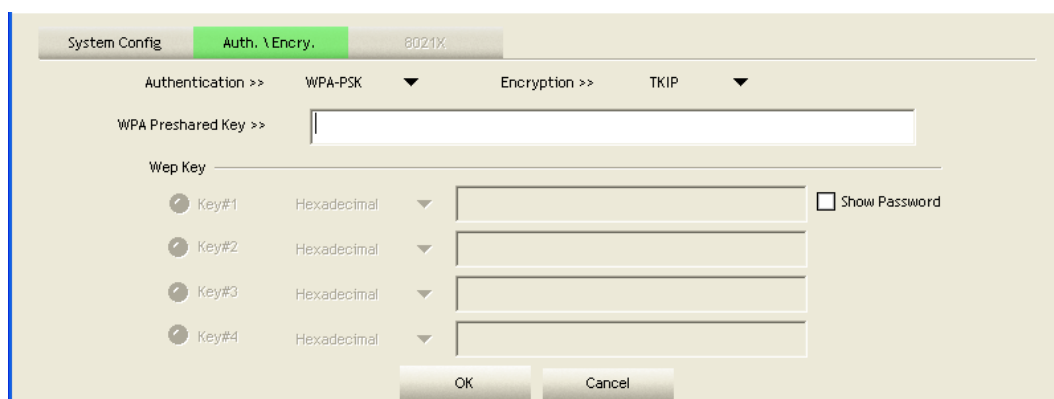 System Config Auth. \ Encry. 8021X
Authentication >> WPA-PSK Encryption >> TKIP
WPA Preshared Key >>
Wep Key
Key#1 Hexadecimal Show Password
Key#2 Hexadecimal
Key#3 Hexadecimal
Key#4 Hexadecimal
OK Cancel